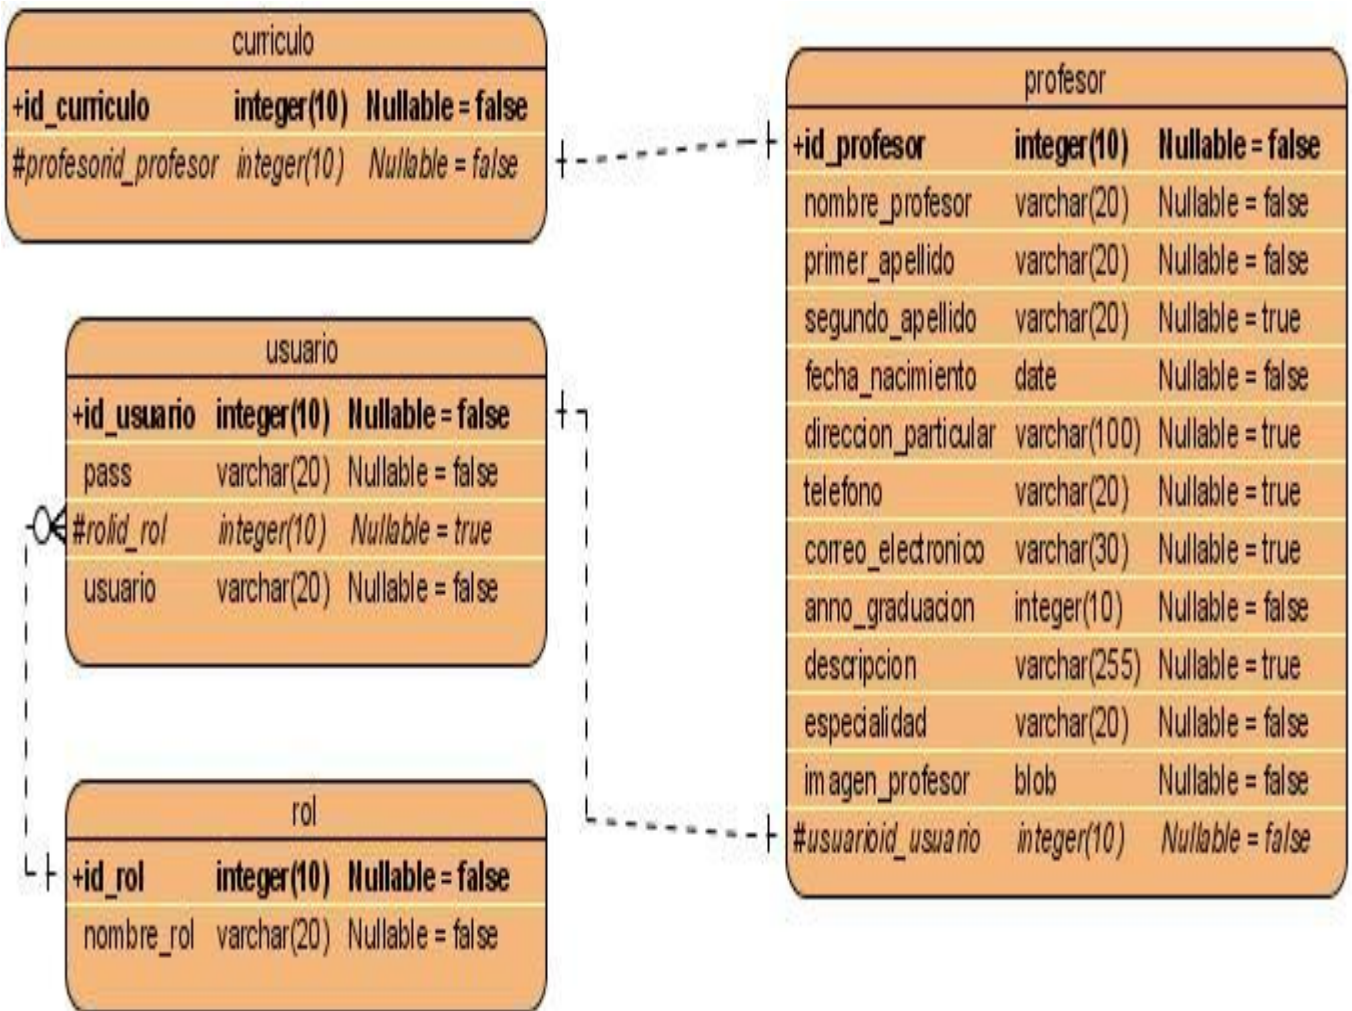 curriculo
+id_curriculo integer(10) Nullable = false
#profesorid_profesor integer(10) Nullable = false
usuario
+id_usuario integer(10) Nullable = false
pass varchar(20) Nullable = false
#rolid_rol integer(10) Nullable = true
usuario varchar(20) Nullable = false
rol
+id_rol integer(10) Nullable = false
nombre_rol varchar(20) Nullable = false
profesor
+id_profesor integer(10) Nullable = false
nombre_profesor varchar(20) Nullable = false
primer_apellido varchar(20) Nullable = false
segundo_apellido varchar(20) Nullable = true
fecha_nacimiento date Nullable = false
direccion_particular varchar(100) Nullable = true
telefono varchar(20) Nullable = true
correo_electronico varchar(30) Nullable = true
anno_graduacion integer(10) Nullable = false
descripcion varchar(255) Nullable = true
especialidad varchar(20) Nullable = false
imagen_profesor blob Nullable = false
#usuarioid_usuario integer(10) Nullable = false